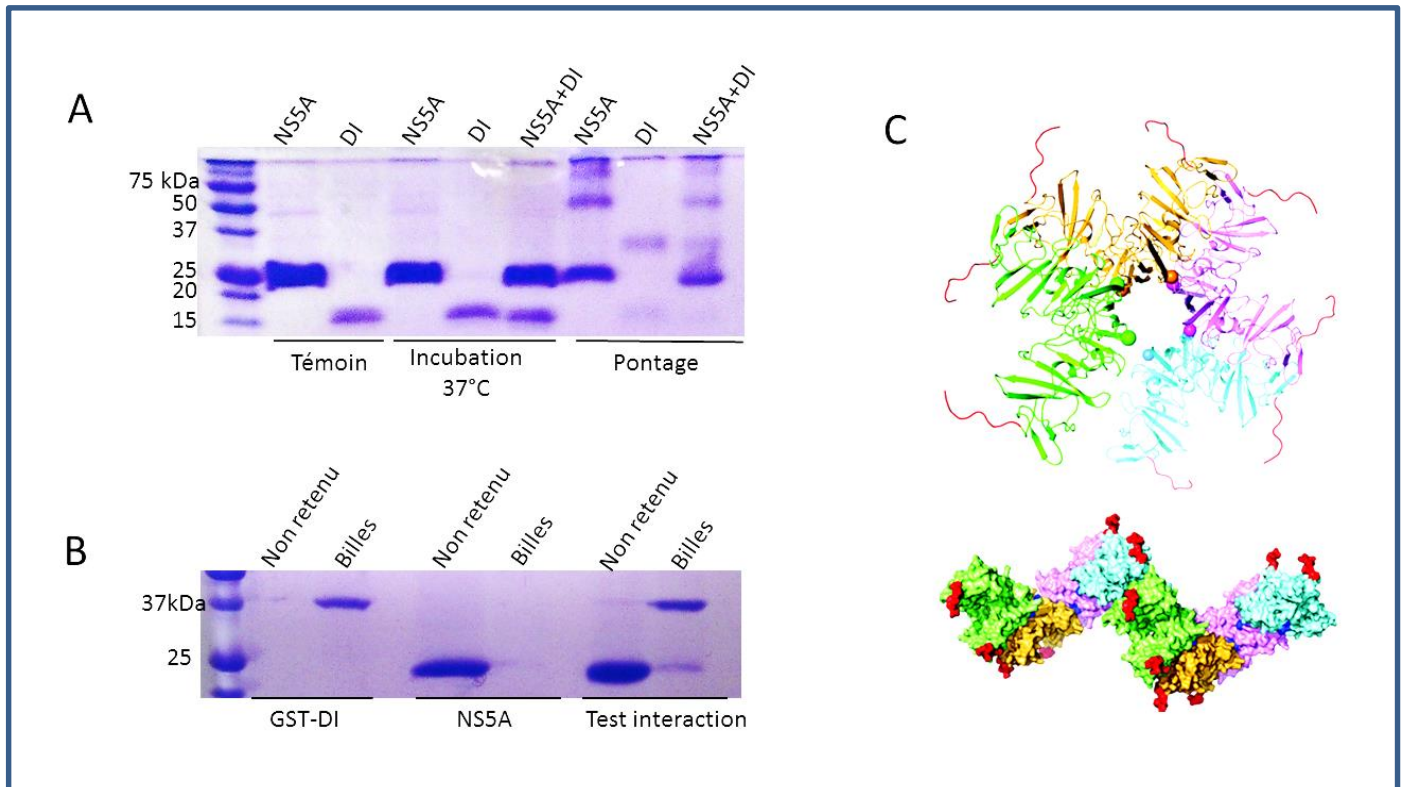 A
NS5A DI NS5A DI NS5A+DI NS5A DI NS5A+DI
75 kDa
50
37
25
20
15
Témoin Incubation 37°C Pontage
B
Non retenu Billes Non retenu Billes Non retenu Billes
37kDa
25
GST-DI NS5A Test interaction
C